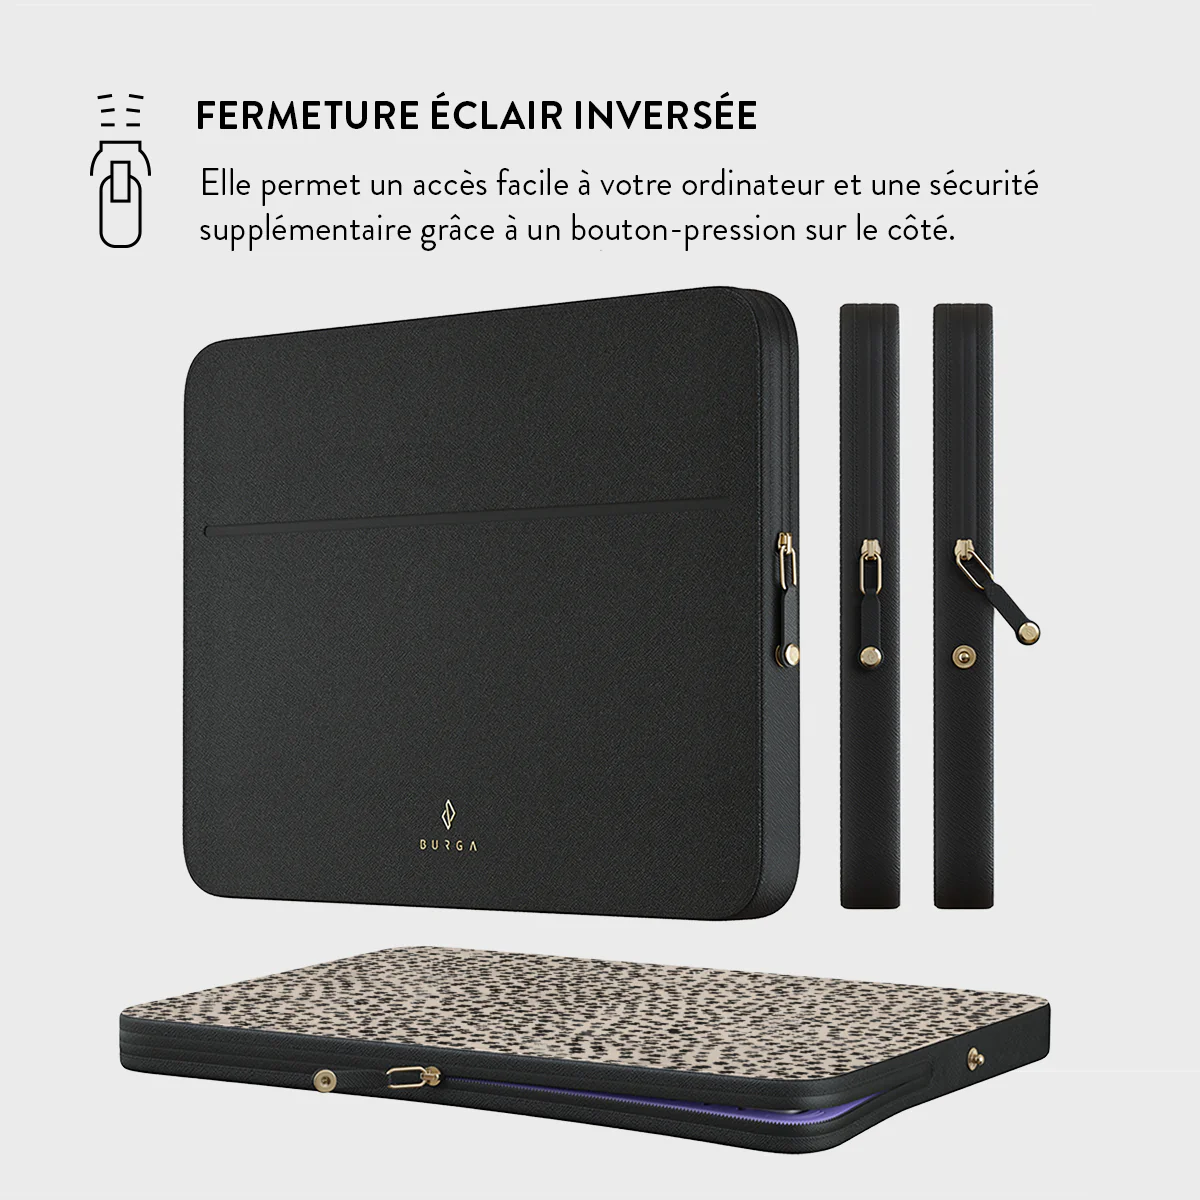 FERMETURE ÉCLAIR INVERSÉE
Elle permet un accès facile à votre ordinateur et une sécurité
supplémentaire grâce à un bouton-pression sur le côté.
BURGA